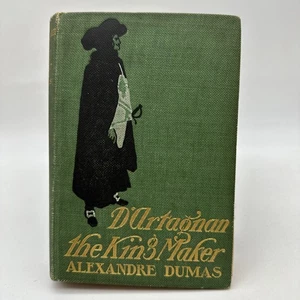 D'Artagnan
the King Maker
ALEXANDRE DUMAS